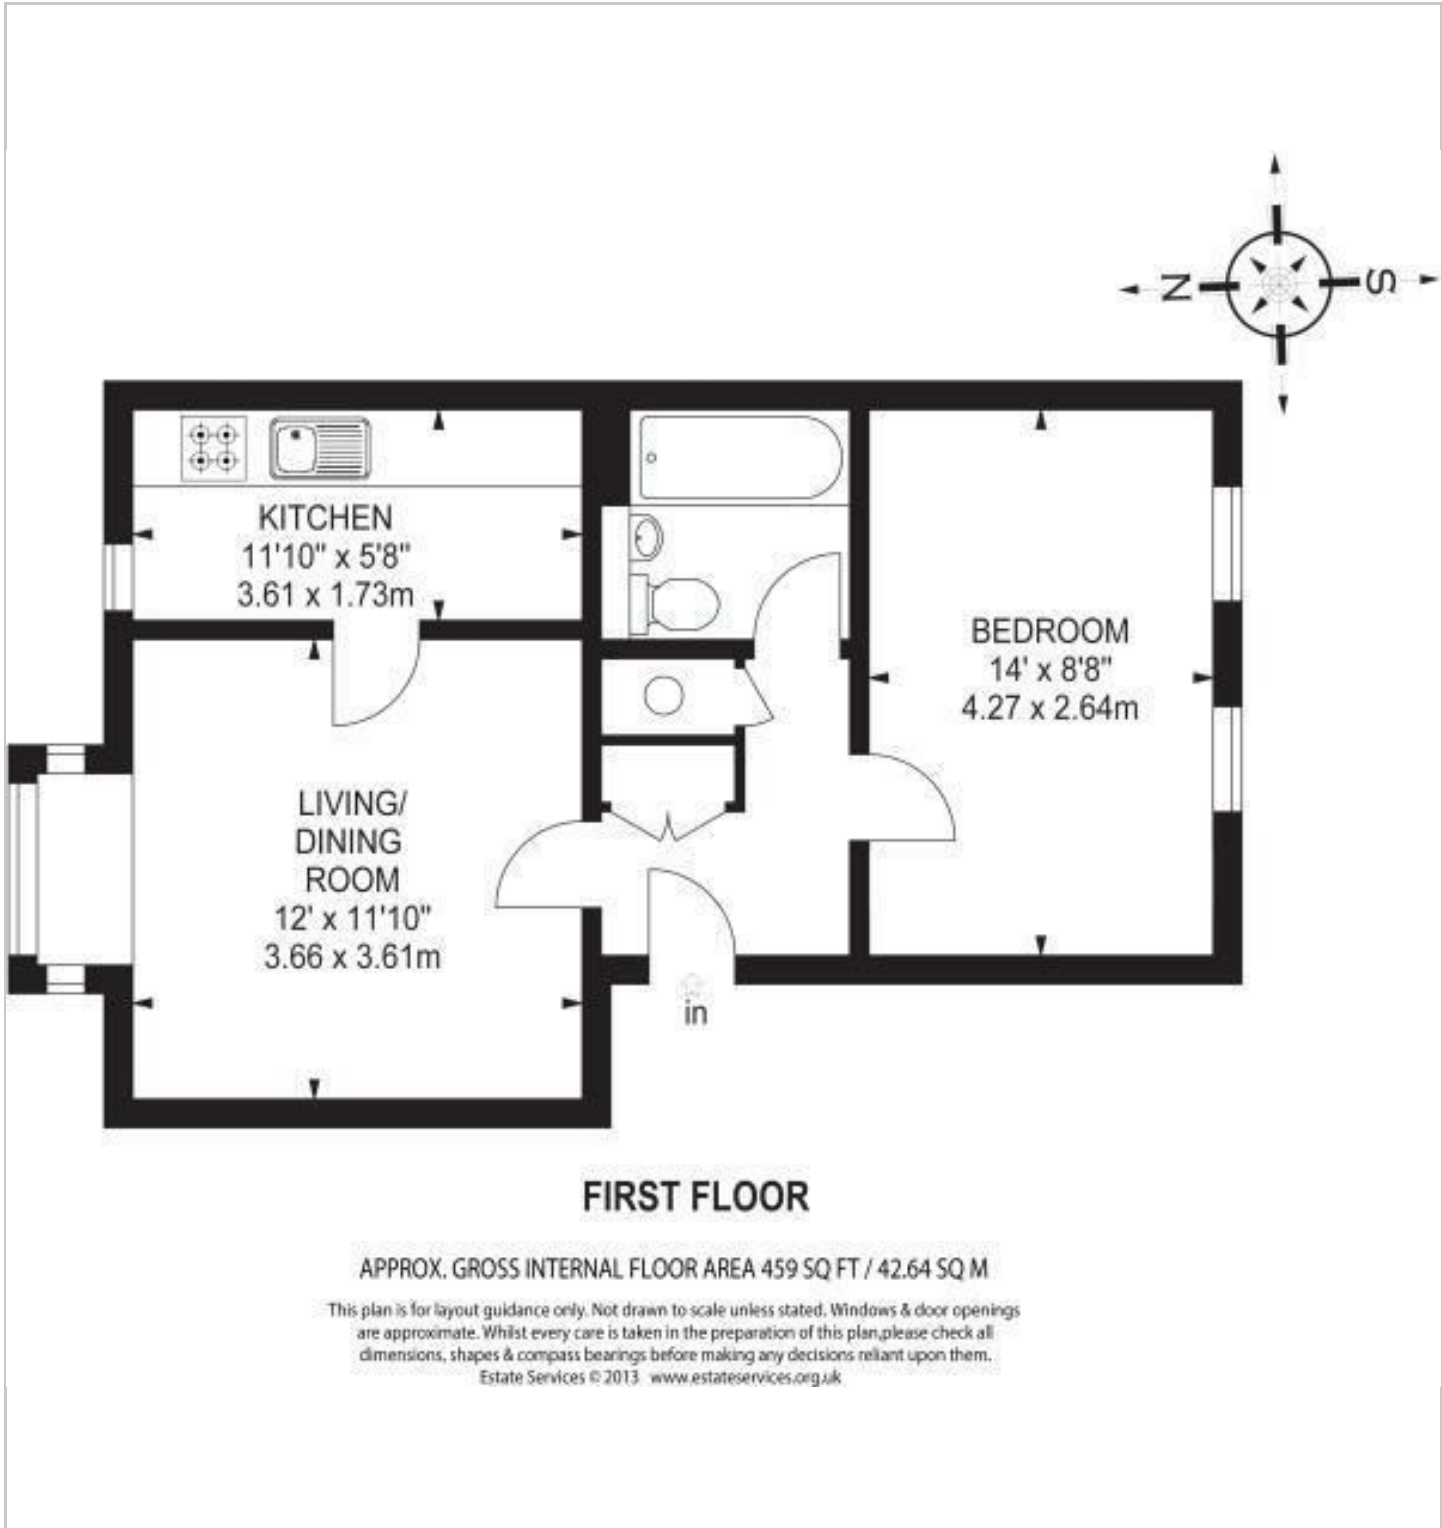 N
S
KITCHEN
11'10" x 5'8"
3.61 x 1.73m
BEDROOM
14' x 8'8"
4.27 x 2.64m
LIVING/
DINING
ROOM
12' x 11'10"
3.66 x 3.61m
in
FIRST FLOOR
APPROX. GROSS INTERNAL FLOOR AREA 459 SQ FT / 42.64 SQ M
This plan is for layout guidance only. Not drawn to scale unless stated. Windows & door openings
are approximate. Whilst every care is taken in the preparation of this plan,please check all
dimensions, shapes & compass bearings before making any decisions reliant upon them.
Estate Services © 2013 www.estateservices.org.uk